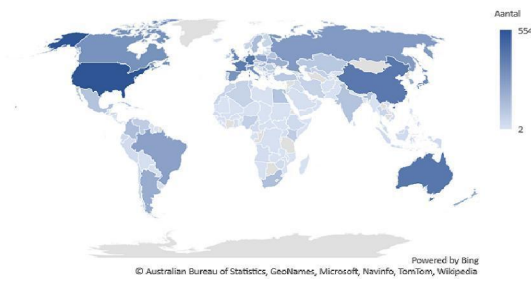 Aantal
554
2
Powered by Bing
© Australian Bureau of Statistics, GeoNames, Microsoft, Navinfo, TomTom, Wikipedia